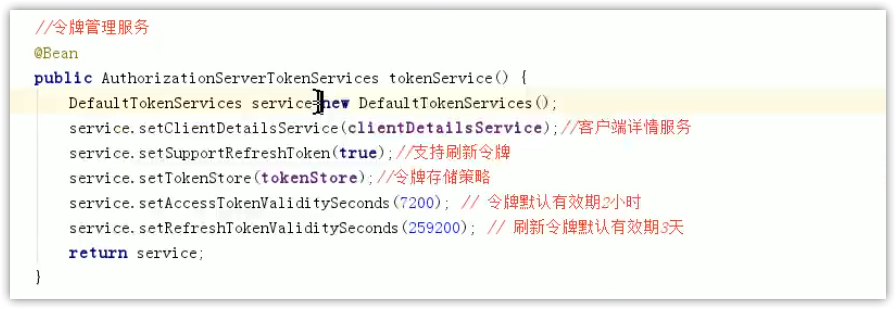 //令牌管理服务
@Bean
public AuthorizationServerTokenServices tokenService() {
DefaultTokenServices service=new DefaultTokenServices();
service.setClientDetailsService(clientDetailsService);//客户端详情服务
service.setSupportRefreshToken(true);//支持刷新令牌
service.setTokenStore(tokenStore);//令牌存储策略
service.setAccessTokenValiditySeconds(7200); // 令牌默认有效期2小时
service.setRefreshTokenValiditySeconds(259200); // 刷新令牌默认有效期3天
return service;
}